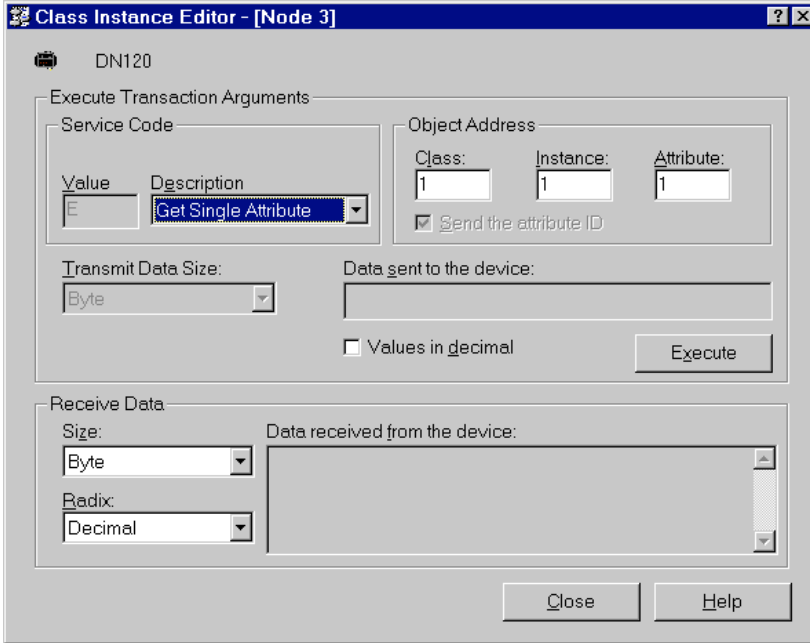 Class Instance Editor - [Node 3]
DN120
Execute Transaction Arguments
Service Code
Value Description
E Get Single Attribute
Object Address
Class: Instance: Attribute:
1 1 1
Send the attribute ID
Transmit Data Size:
Byte
Data sent to the device:
Values in decimal
Execute
Receive Data
Size:
Byte
Radix:
Decimal
Data received from the device:
Close Help